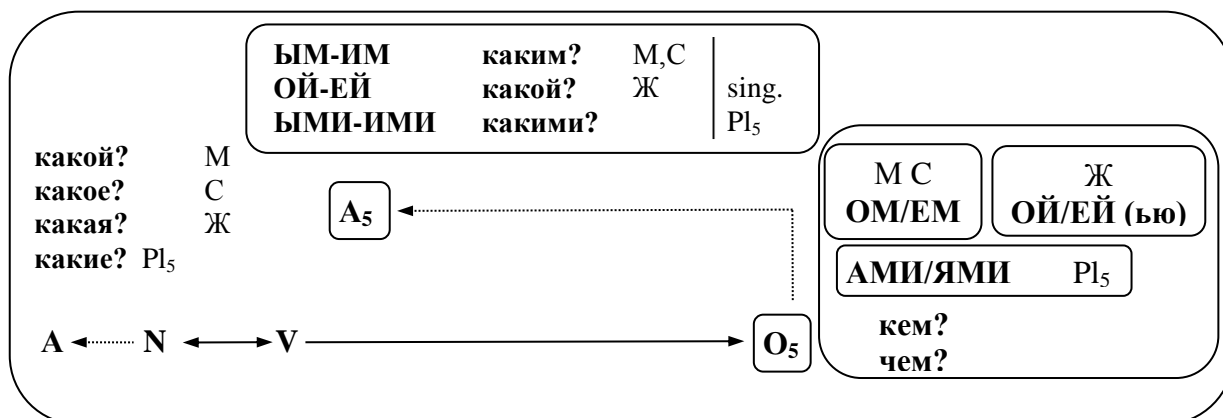 ЫМ-ИМ каким? М,С
ОЙ-ЕЙ какой? Ж sing.
ЫМИ-ИМИ какими? Pl₅
какой? М
какое? С
какая? Ж
какие? Pl₅
A₅
М С
ОМ/ЕМ
Ж
ОЙ/ЕЙ (ью)
АМИ/ЯМИ Pl₅
кем?
чем?
A N V O₅